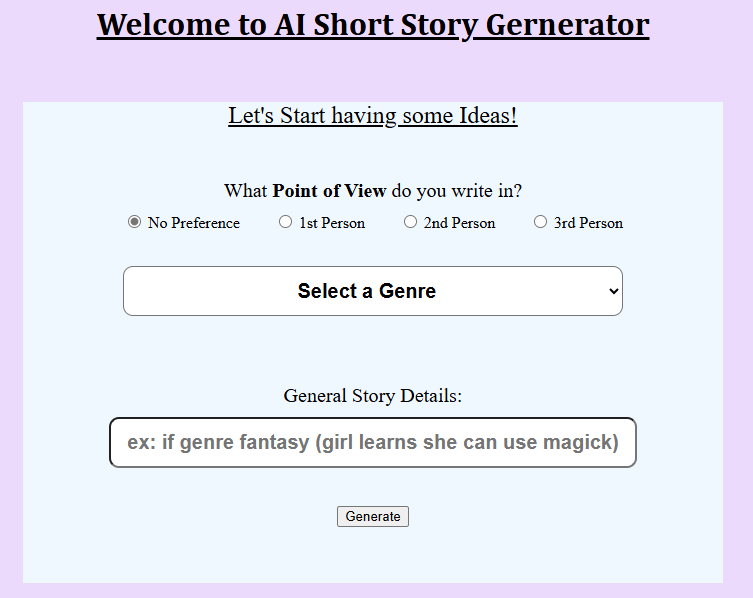 Welcome to AI Short Story Gernerator
Let's Start having some Ideas!
What Point of View do you write in?
No Preference 1st Person 2nd Person 3rd Person
Select a Genre
General Story Details:
ex: if genre fantasy (girl learns she can use magick)
Generate